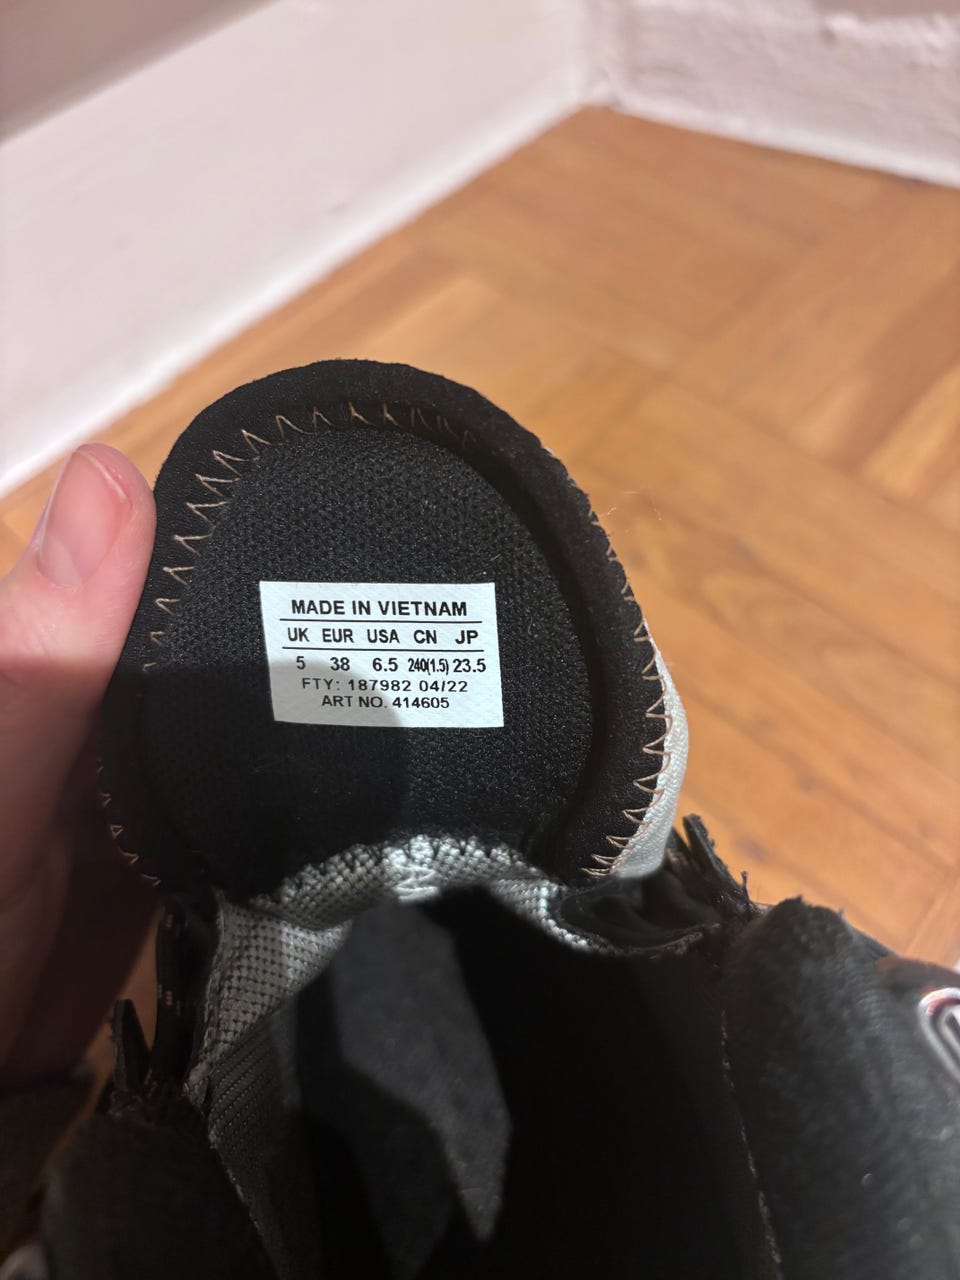 MADE IN VIETNAM
UK EUR USA CN JP
5 38 6.5 240(1.5) 23.5
FTY: 187982 04/22
ART NO. 414605